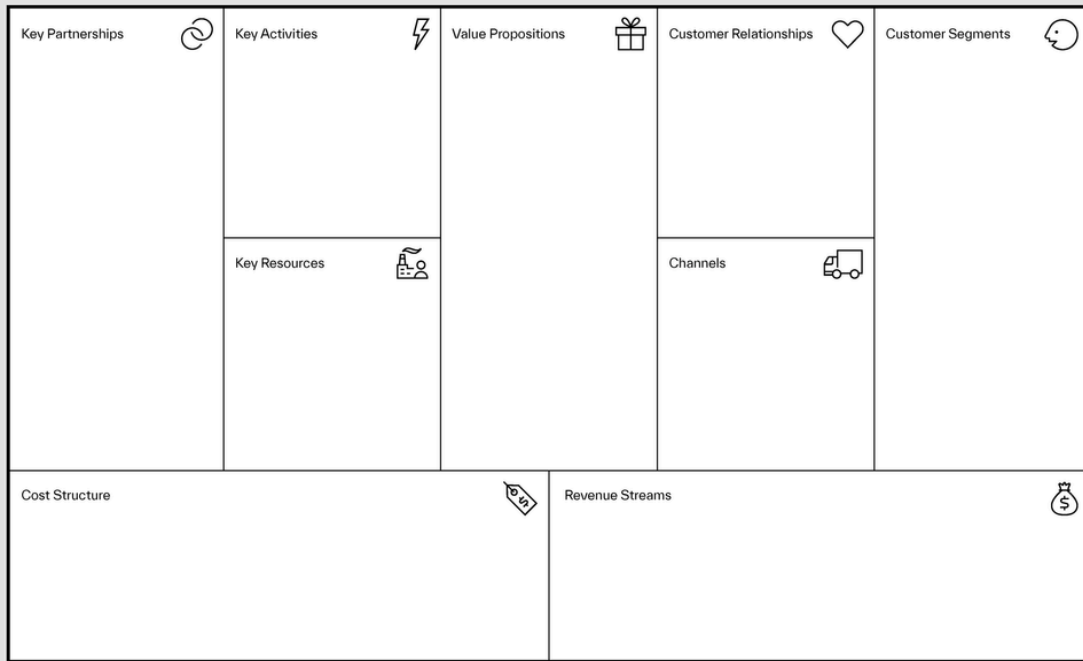 Key Partnerships
Key Activities
Value Propositions
Customer Relationships
Customer Segments
Key Resources
Channels
Cost Structure
$
Revenue Streams
$